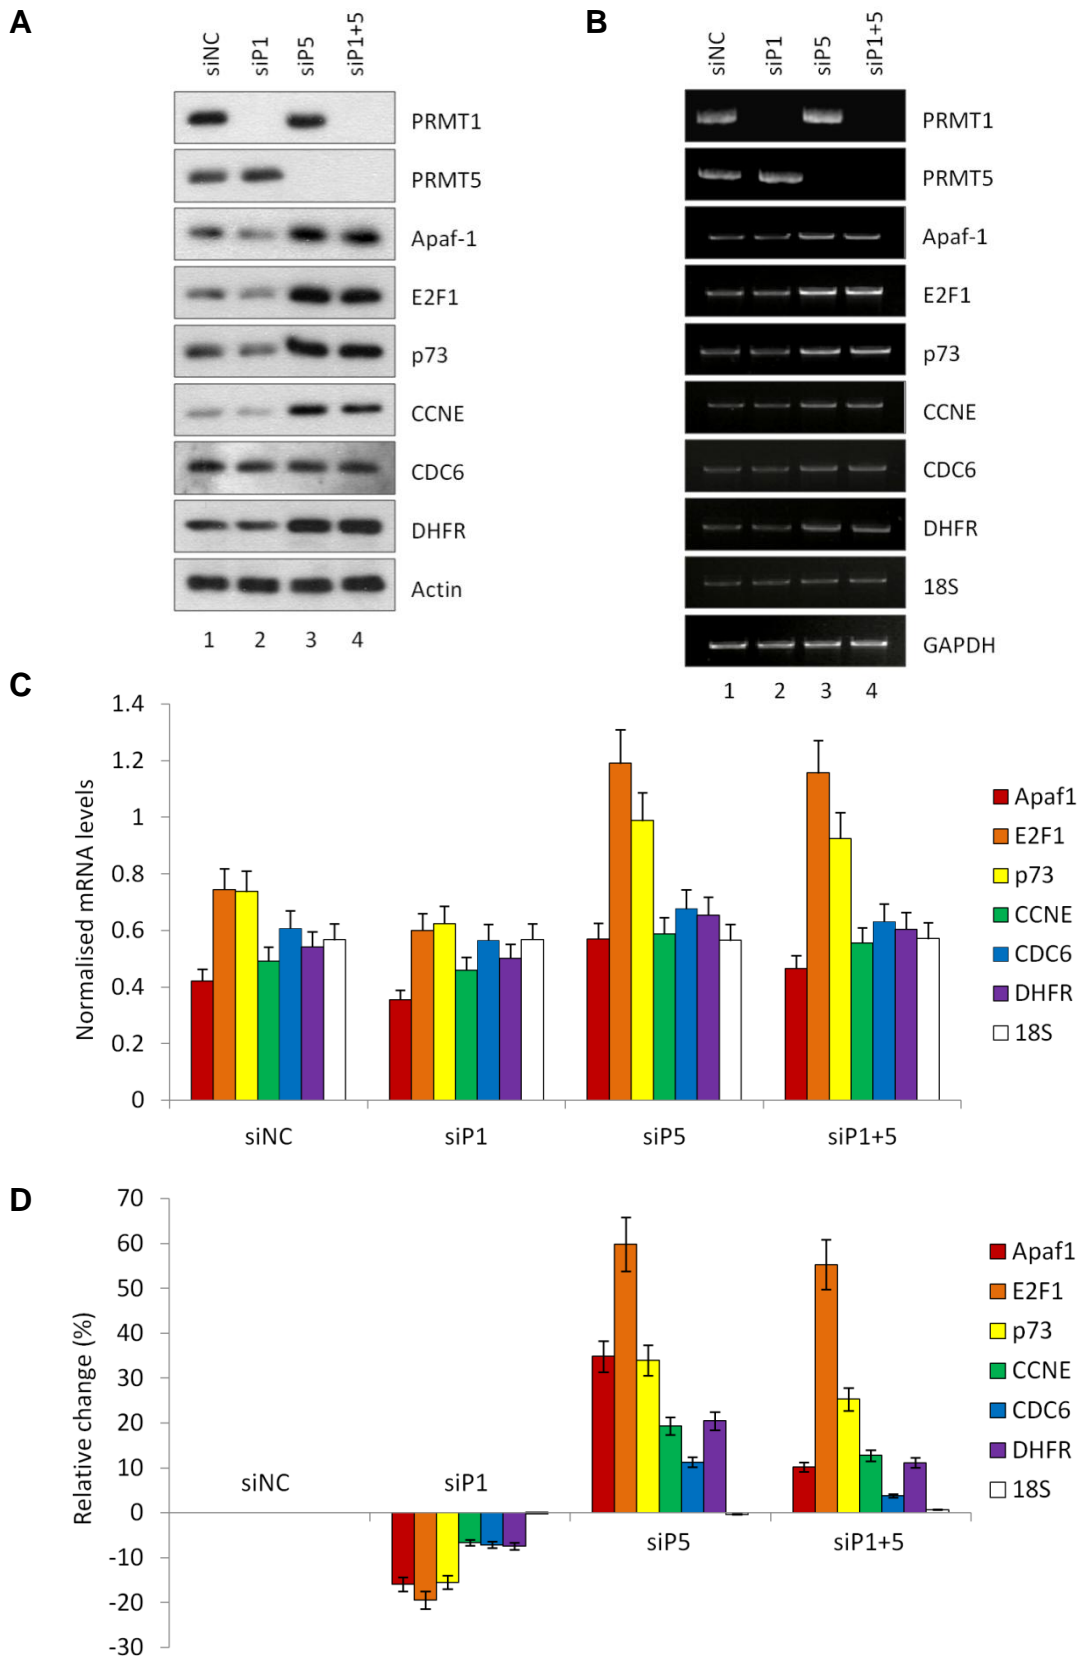 A
siNC siP1 siP5 siP1+5
PRMT1
PRMT5
Apaf-1
E2F1
p73
CCNE
CDC6
DHFR
Actin
1 2 3 4
B
siNC siP1 siP5 siP1+5
PRMT1
PRMT5
Apaf-1
E2F1
p73
CCNE
CDC6
DHFR
18S
GAPDH
1 2 3 4
C
Normalised mRNA levels
1.4
1.2
1
0.8
0.6
0.4
0.2
0
siNC siP1 siP5 siP1+5
Apaf1
E2F1
p73
CCNE
CDC6
DHFR
18S
D
Relative change (%)
70
60
50
40
30
20
10
0
-10
-20
-30
siNC siP1
siP5 siP1+5
Apaf1
E2F1
p73
CCNE
CDC6
DHFR
18S